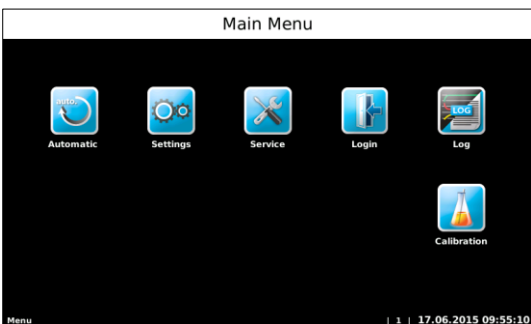 Main Menu
auto.
LOG
Automatic Settings Service Login Log
Calibration
Menu | 1 | 17.06.2015 09:55:10